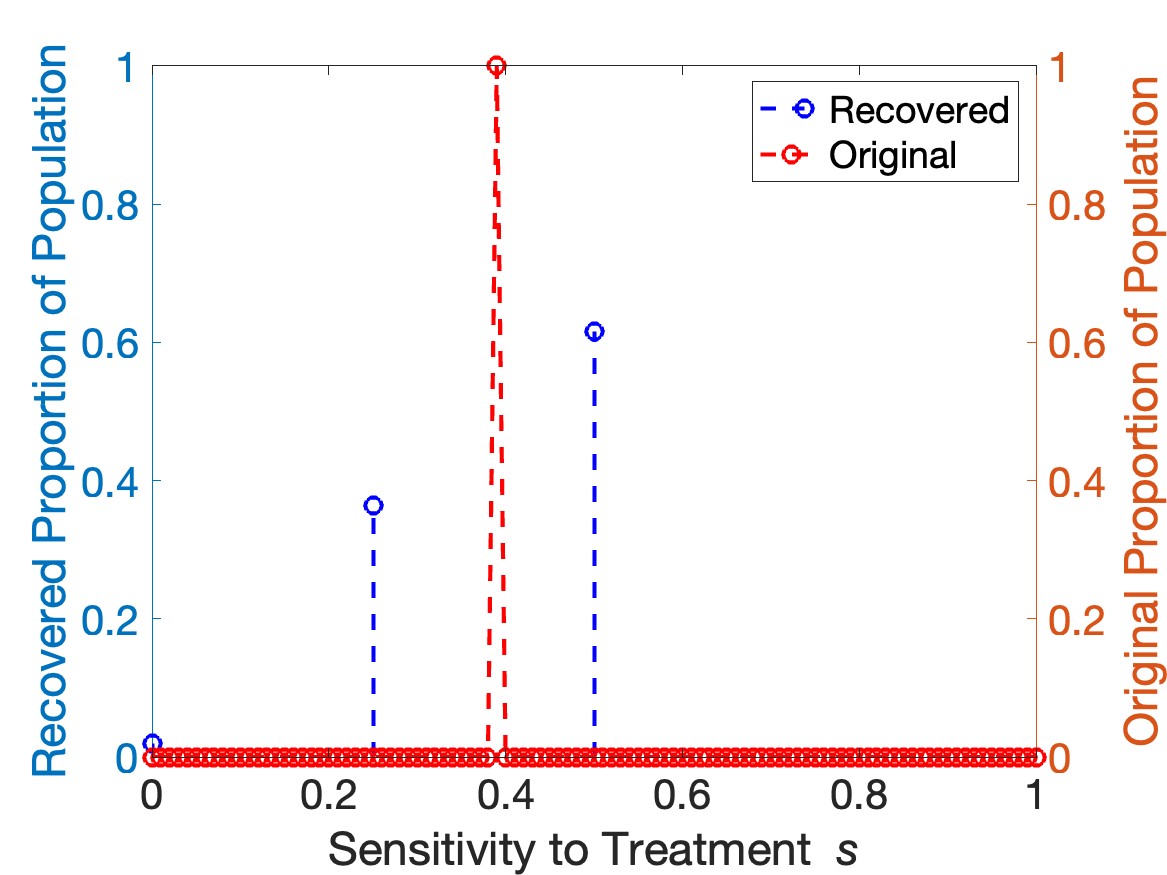 Recovered Proportion of Population
1
0.8
0.6
0.4
0.2
0
Recovered
Original
1
0.8
0.6
0.4
0.2
0
Original Proportion of Population
0 0.2 0.4 0.6 0.8 1
Sensitivity to Treatment s